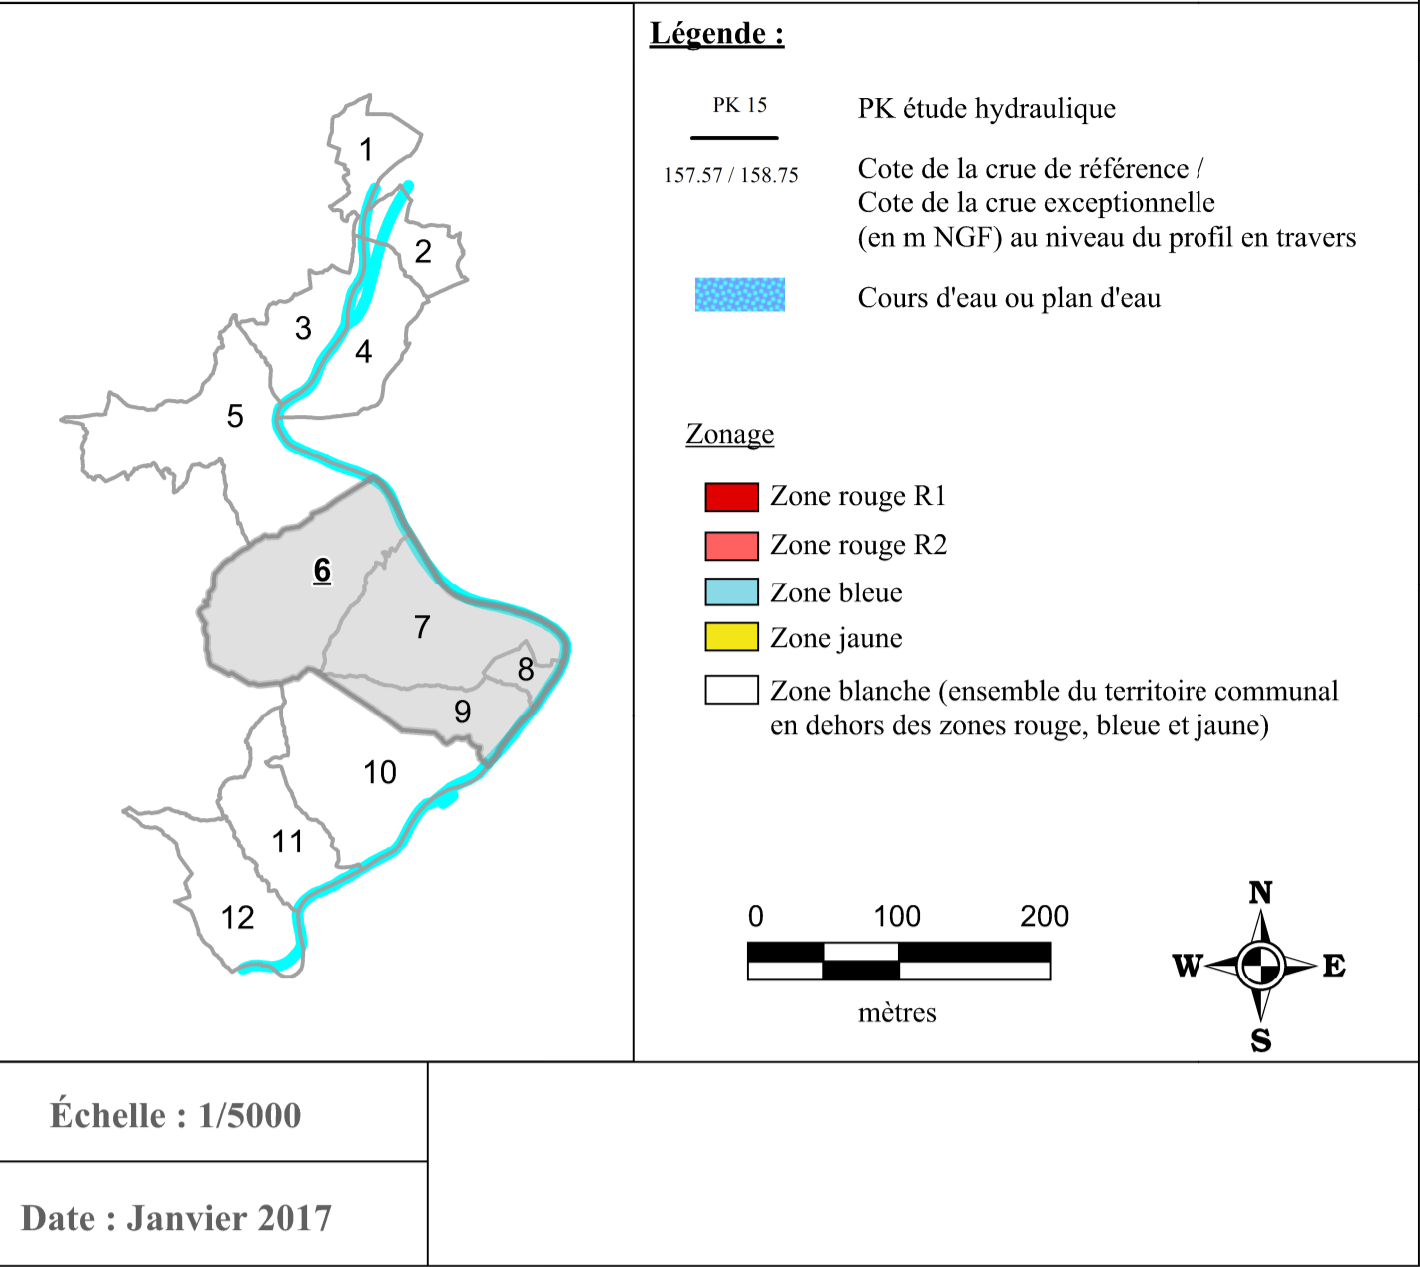 1
2
3
4
5
6
7
8
9
10
11
12
Légende :
PK 15
PK étude hydraulique
157.57 / 158.75
Cote de la crue de référence /
Cote de la crue exceptionnelle
(en m NGF) au niveau du profil en travers
Cours d'eau ou plan d'eau
Zonage
Zone rouge R1
Zone rouge R2
Zone bleue
Zone jaune
Zone blanche (ensemble du territoire communal
en dehors des zones rouge, bleue et jaune)
0 100 200
mètres
N
W E
S
Échelle : 1/5000
Date : Janvier 2017